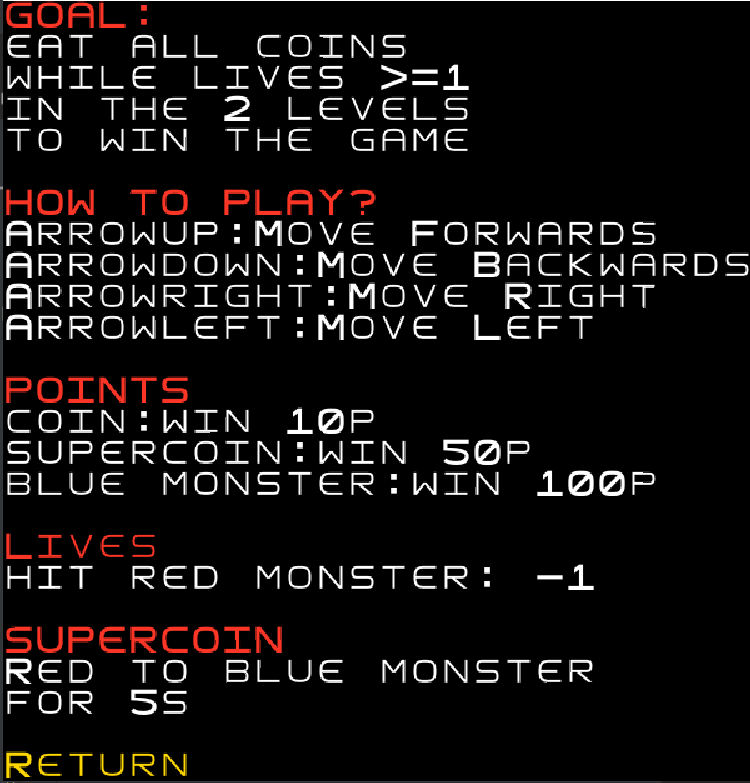 GOAL:
EAT ALL COINS
WHILE LIVES >=1
IN THE 2 LEVELS
TO WIN THE GAME
HOW TO PLAY?
ARROWUP:MOVE FORWARDS
ARROWDOWN:MOVE BACKWARDS
ARROWRIGHT:MOVE RIGHT
ARROWLEFT:MOVE LEFT
POINTS
COIN:WIN 10P
SUPERCOIN:WIN 50P
BLUE MONSTER:WIN 100P
LIVES
HIT RED MONSTER: -1
SUPERCOIN
RED TO BLUE MONSTER
FOR 5S
RETURN